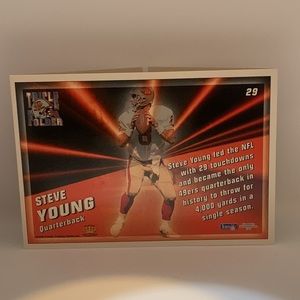 TRIPLE
FOLDER
29
Steve Young led the NFL
with 29 touchdowns
and became the only
49ers quarterback in
history to throw for
4,000 yards in a
single season.
STEVE
YOUNG
Quarterback